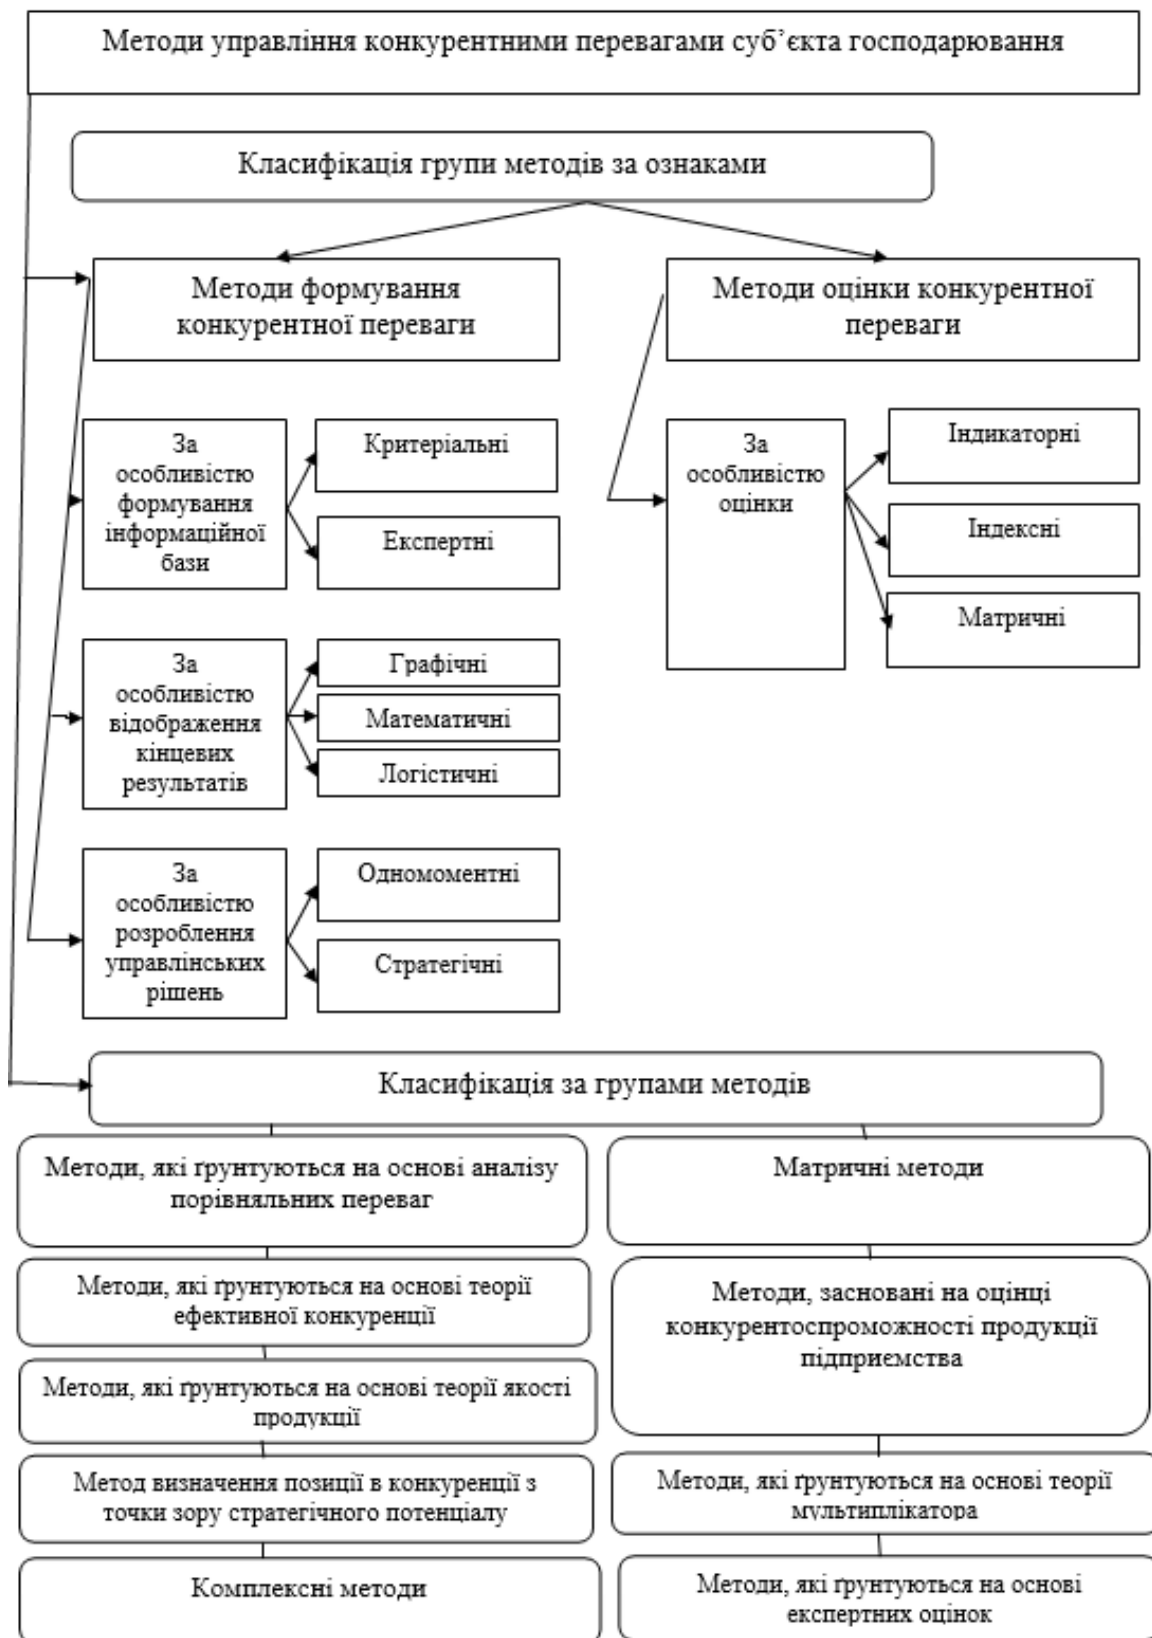 Методи управління конкурентними перевагами суб’єкта господарювання
Класифікація групи методів за ознаками
Методи формування
конкурентної переваги
Методи оцінки конкурентної
переваги
За
особливістю
формування
інформаційної
бази
Критеріальні
Експертні
За
особливістю
оцінки
Індикаторні
Індексні
Матричні
За
особливістю
відображення
кінцевих
результатів
Графічні
Математичні
Логістичні
За
особливістю
розроблення
управлінських
рішень
Одномоментні
Стратегічні
Класифікація за групами методів
Методи, які ґрунтуються на основі аналізу
порівняльних переваг
Матричні методи
Методи, які ґрунтуються на основі теорії
ефективної конкуренції
Методи, засновані на оцінці
конкурентоспроможності продукції
підприємства
Методи, які ґрунтуються на основі теорії якості
продукції
Метод визначення позиції в конкуренції з
точки зору стратегічного потенціалу
Методи, які ґрунтуються на основі теорії
мультиплікатора
Комплексні методи
Методи, які ґрунтуються на основі
експертних оцінок